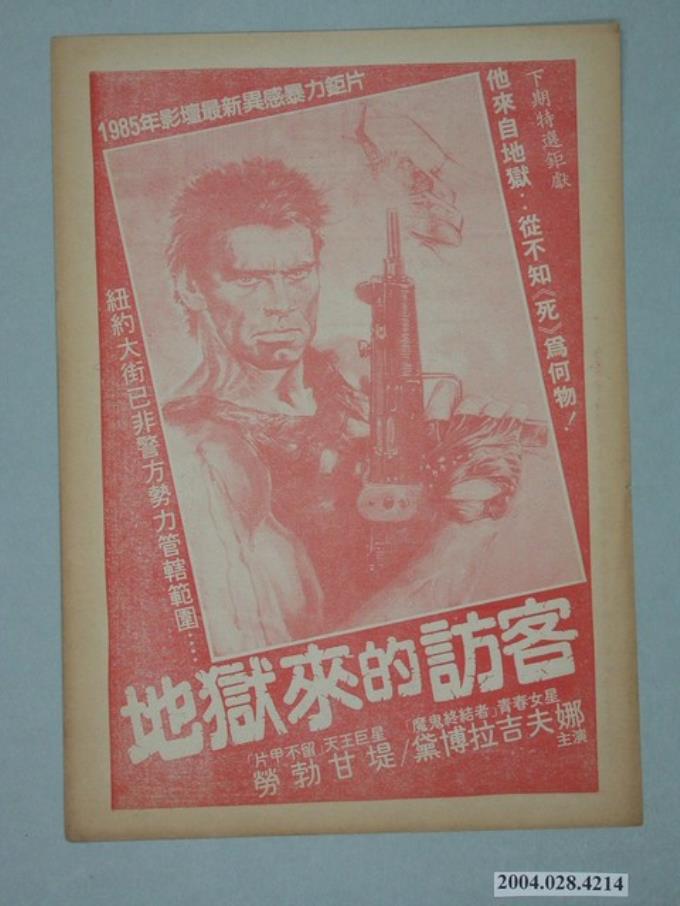 1985年影壇最新異感暴力鉅片
下期特選鉅獻
他來自地獄‥從不知《死》為何物！
紐約大街已非警方勢力管轄範圍‥‥
地獄來的訪客
「片甲不留」天王巨星
勞勃甘堤/
「魔鬼終結者」青春女星
黛博拉吉夫娜
主演
2004.028.4214